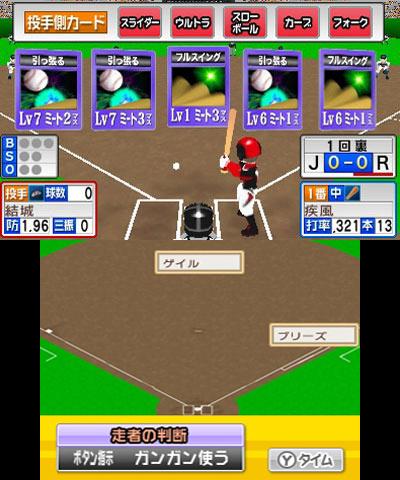 投手側カード スライダー ウルトラ スローボール カーブ フォーク
引っ張る 引っ張る フルスイング 引っ張る フルスイング
Lv7 ミート2 Lv7 ミート3 Lv1 ミート3 Lv6 ミート1 Lv6 ミート1
B
S
O
1回裏
J 0-0 R
投手 球数 0
結城
防 1.96 三振 0
1番 中
疾風
打率 .321 本 13
ゲイル
ブリーズ
走者の判断
ボタン指示 ガンガン使う
Y タイム